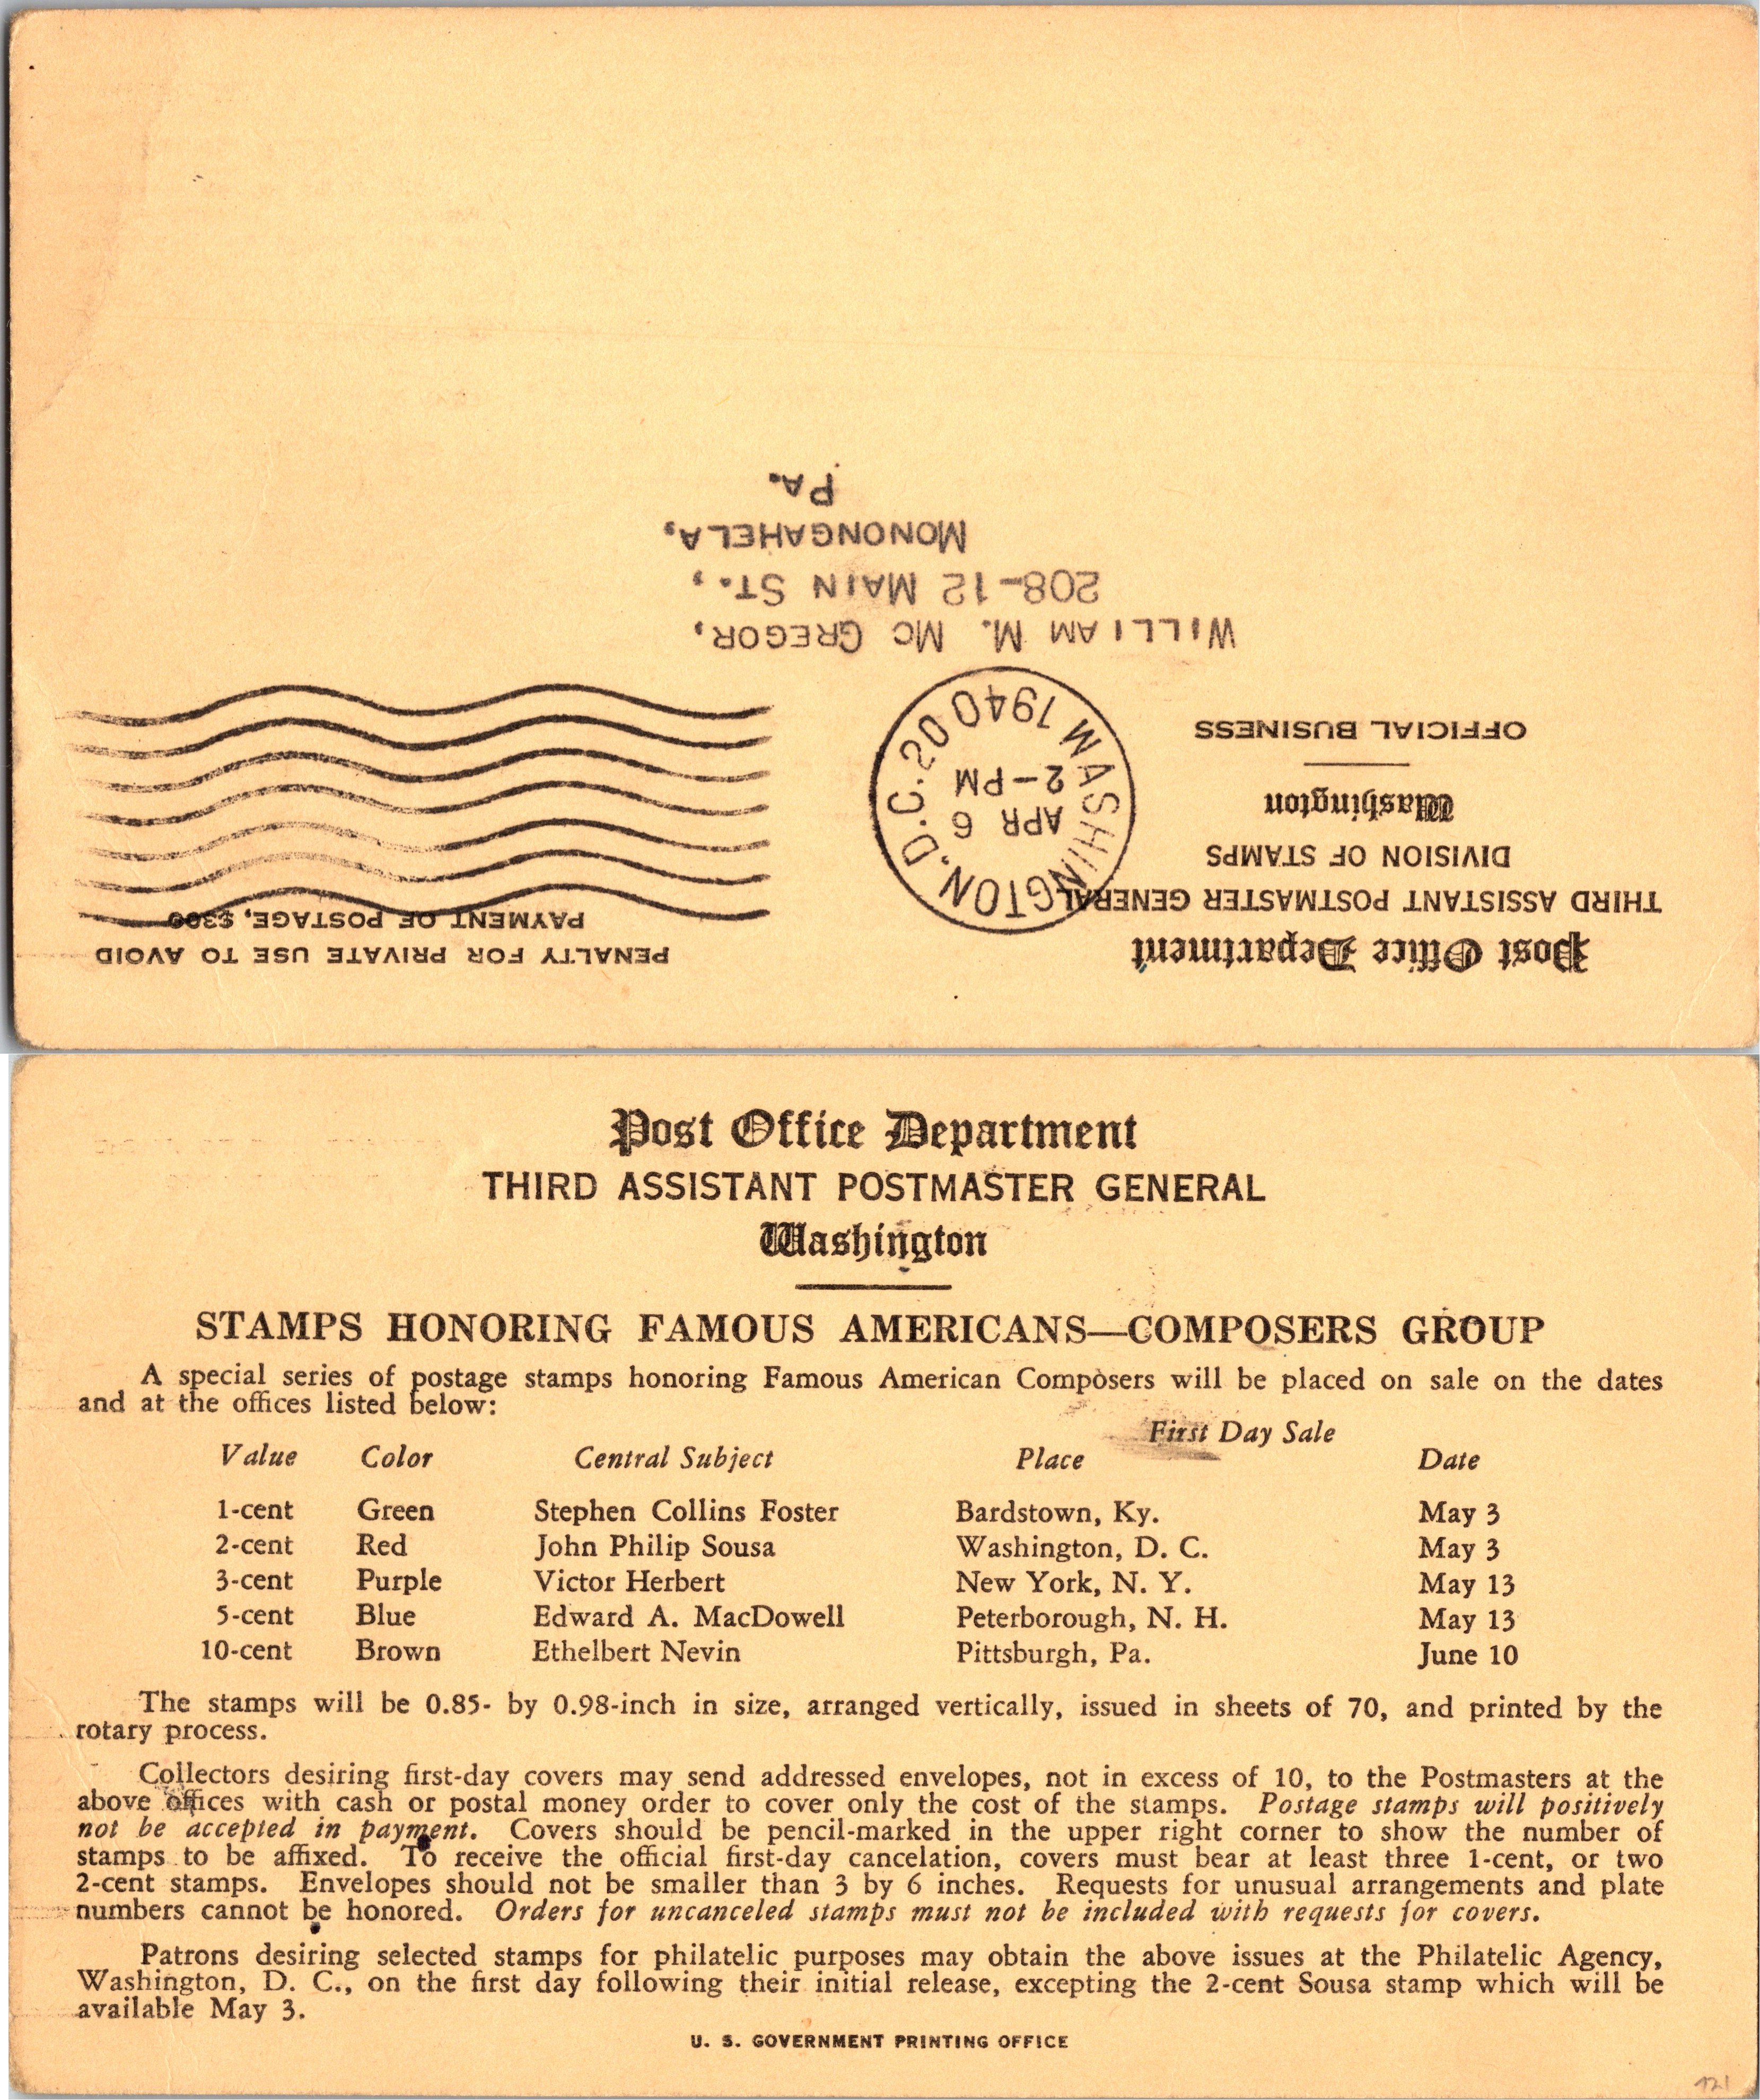 Post Office Department
THIRD ASSISTANT POSTMASTER GENERAL
DIVISION OF STAMPS
Washington
OFFICIAL BUSINESS
PENALTY FOR PRIVATE USE TO AVOID
PAYMENT OF POSTAGE, $300
WASHINGTON, D.C. 20 1940
APR 6
2-PM
WILLIAM M. MC GREGOR,
208-12 MAIN ST.,
MONONGAHELA,
PA.
Post Office Department
THIRD ASSISTANT POSTMASTER GENERAL
Washington
STAMPS HONORING FAMOUS AMERICANS—COMPOSERS GROUP
A special series of postage stamps honoring Famous American Composers will be placed on sale on the dates
and at the offices listed below:
First Day Sale
Value Color Central Subject Place Date
1-cent Green Stephen Collins Foster Bardstown, Ky. May 3
2-cent Red John Philip Sousa Washington, D. C. May 3
3-cent Purple Victor Herbert New York, N. Y. May 13
5-cent Blue Edward A. MacDowell Peterborough, N. H. May 13
10-cent Brown Ethelbert Nevin Pittsburgh, Pa. June 10
The stamps will be 0.85- by 0.98-inch in size, arranged vertically, issued in sheets of 70, and printed by the
rotary process.
Collectors desiring first-day covers may send addressed envelopes, not in excess of 10, to the Postmasters at the
above offices with cash or postal money order to cover only the cost of the stamps. Postage stamps will positively
not be accepted in payment. Covers should be pencil-marked in the upper right corner to show the number of
stamps to be affixed. To receive the official first-day cancelation, covers must bear at least three 1-cent, or two
2-cent stamps. Envelopes should not be smaller than 3 by 6 inches. Requests for unusual arrangements and plate
numbers cannot be honored. Orders for uncanceled stamps must not be included with requests for covers.
Patrons desiring selected stamps for philatelic purposes may obtain the above issues at the Philatelic Agency,
Washington, D. C., on the first day following their initial release, excepting the 2-cent Sousa stamp which will be
available May 3.
U. S. GOVERNMENT PRINTING OFFICE